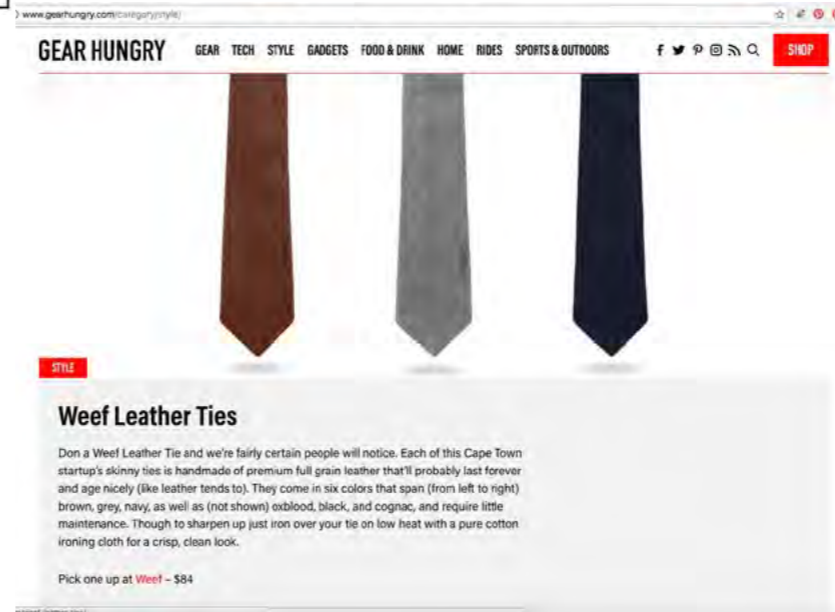 www.gearhungry.com/category/style/
GEAR HUNGRY GEAR TECH STYLE GADGETS FOOD & DRINK HOME RIDES SPORTS & OUTDOORS SHOP
STYLE
Weef Leather Ties
Don a Weef Leather Tie and we're fairly certain people will notice. Each of this Cape Town
startup's skinny ties is handmade of premium full grain leather that'll probably last forever
and age nicely (like leather tends to). They come in six colors that span (from left to right)
brown, grey, navy, as well as (not shown) oxblood, black, and cognac, and require little
maintenance. Though to sharpen up just iron over your tie on low heat with a pure cotton
ironing cloth for a crisp, clean look.
Pick one up at Weef – $84